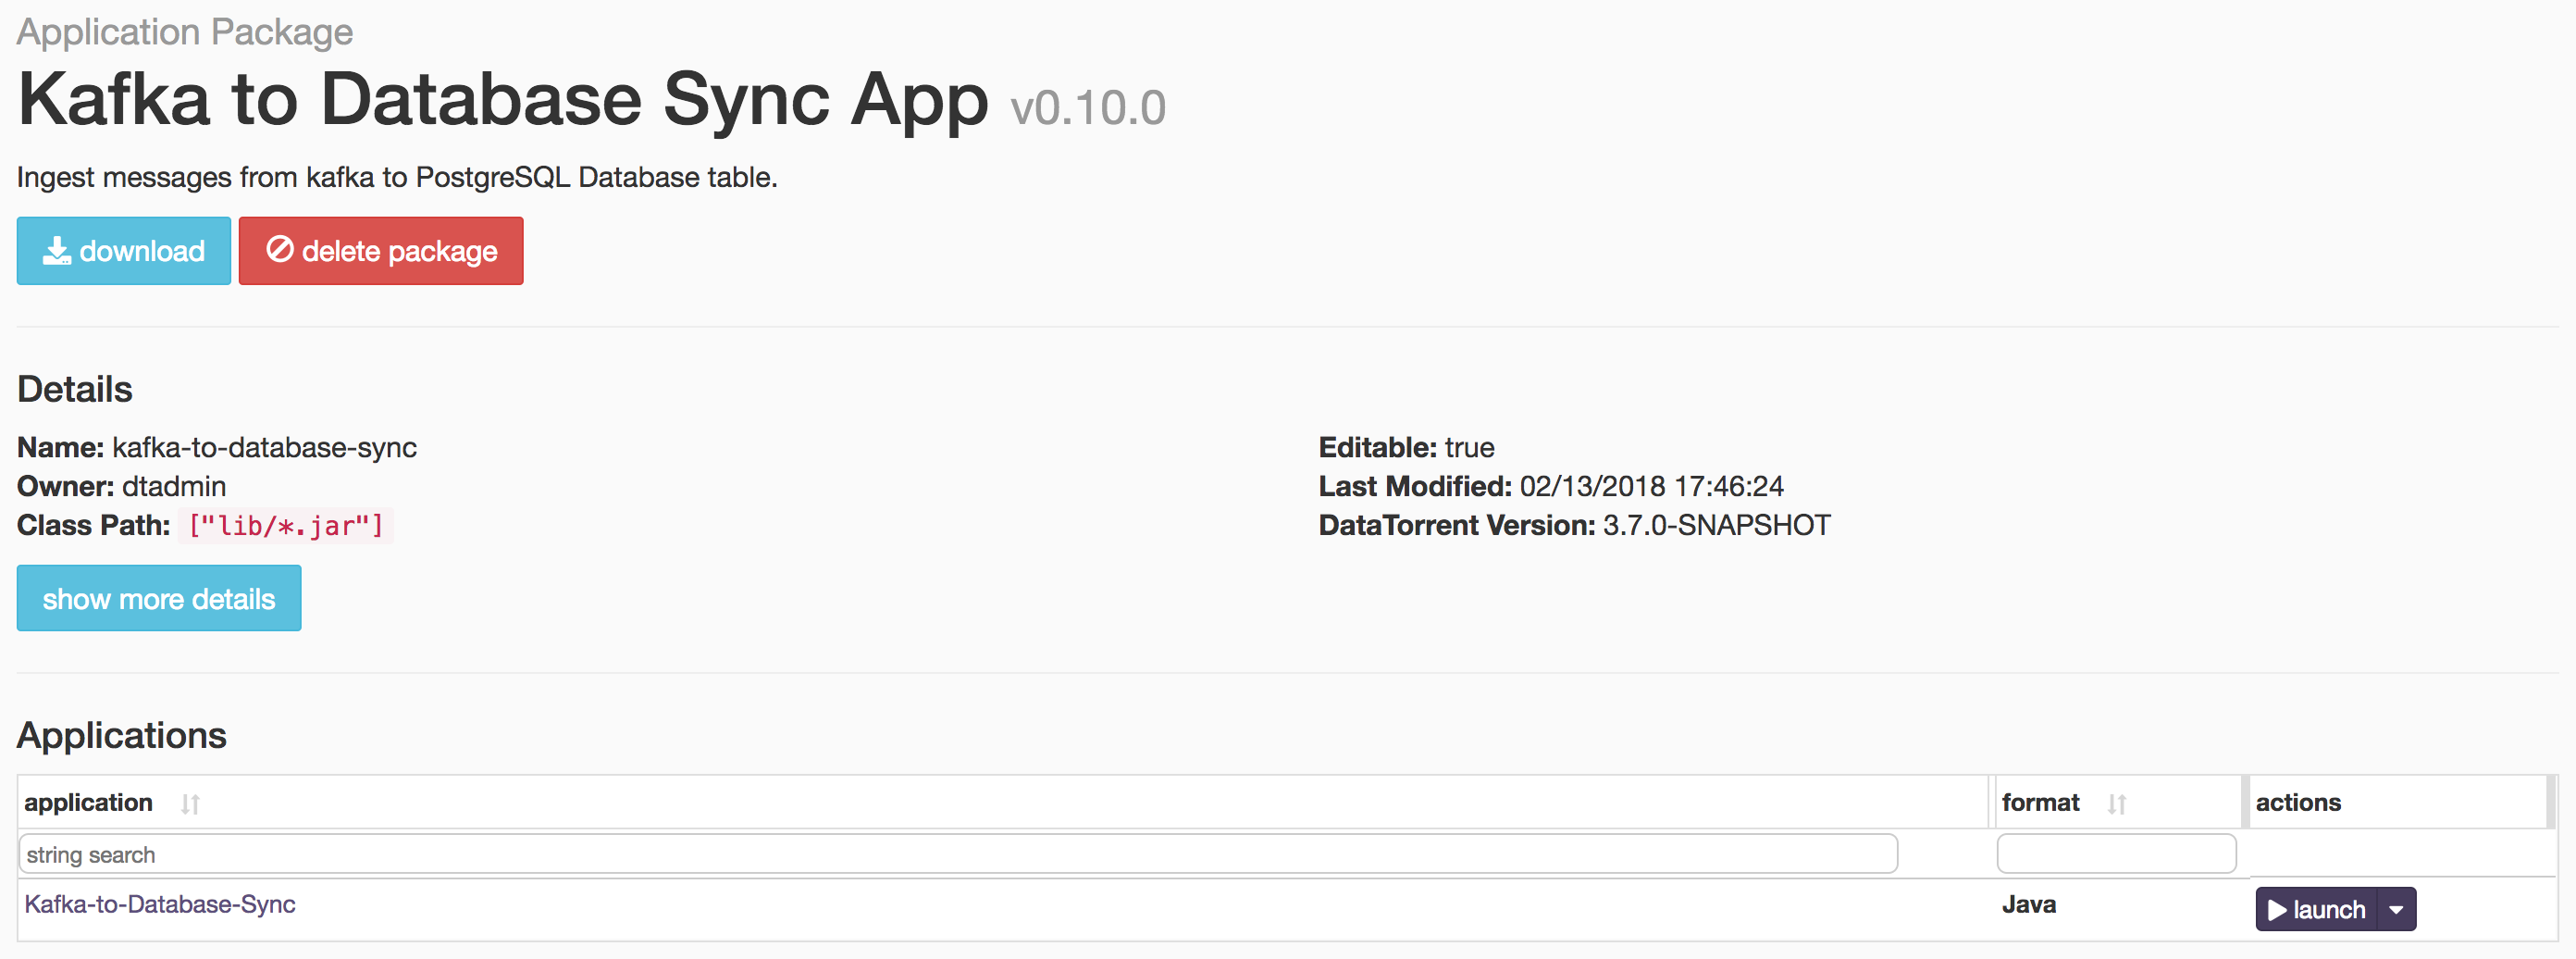 Application Package
Kafka to Database Sync App v0.10.0
Ingest messages from kafka to PostgreSQL Database table.
download delete package
Details
Name: kafka-to-database-sync Editable: true
Owner: dtadmin Last Modified: 02/13/2018 17:46:24
Class Path: ["lib/*.jar"] DataTorrent Version: 3.7.0-SNAPSHOT
show more details
Applications
application format actions
string search
Kafka-to-Database-Sync Java launch